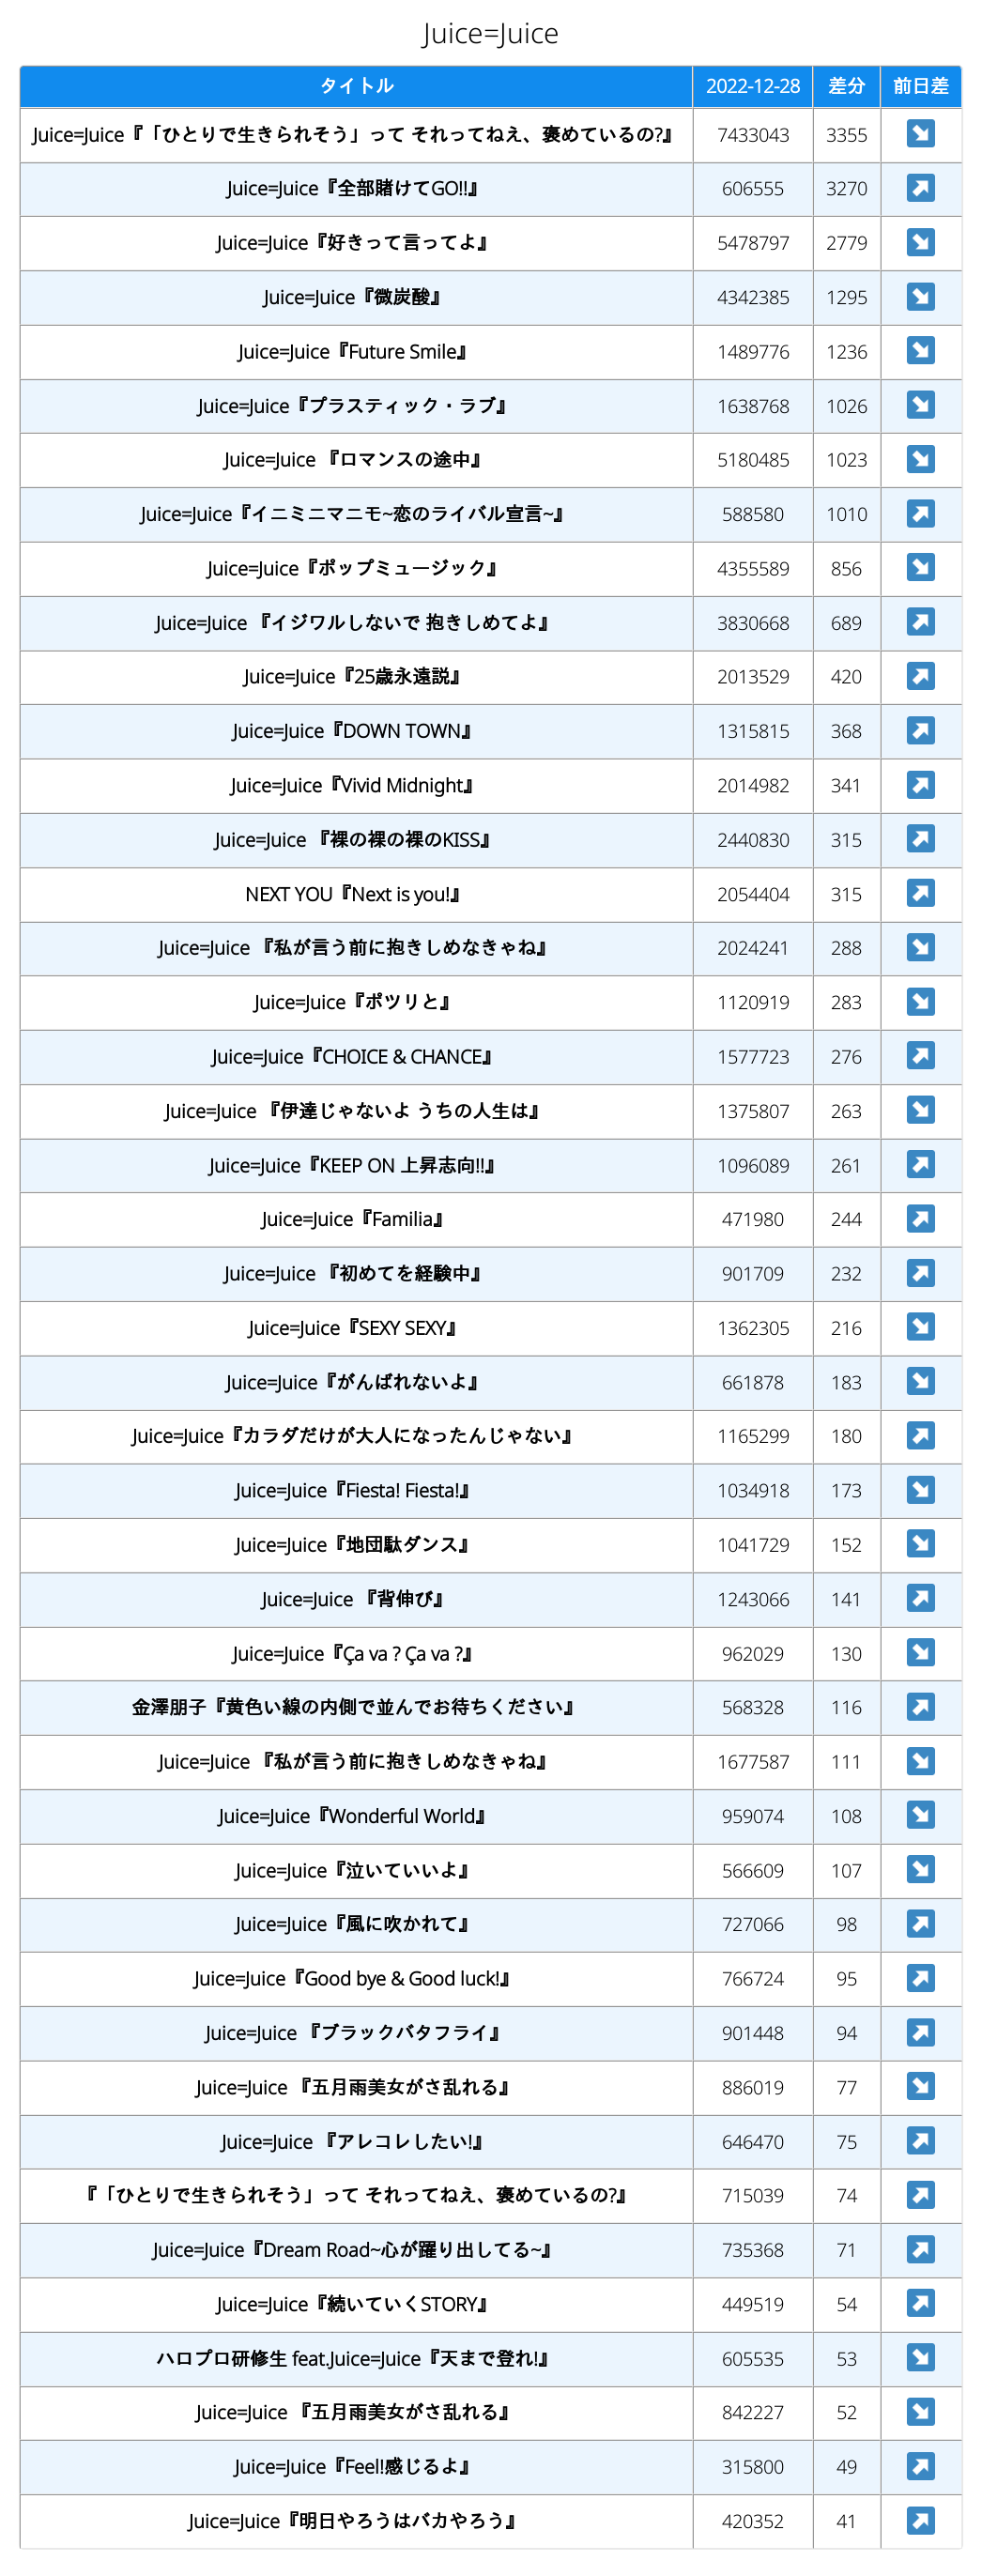 Juice=Juice
タイトル 2022-12-28 差分 前日差
Juice=Juice『「ひとりで生きられそう」って それってねえ、褒めているの?』 7433043 3355 ↘
Juice=Juice『全部賭けてGO!!』 606555 3270 ↗
Juice=Juice『好きって言ってよ』 5478797 2779 ↘
Juice=Juice『微炭酸』 4342385 1295 ↘
Juice=Juice『Future Smile』 1489776 1236 ↘
Juice=Juice『プラスティック・ラブ』 1638768 1026 ↘
Juice=Juice 『ロマンスの途中』 5180485 1023 ↘
Juice=Juice『イニミニマニモ~恋のライバル宣言~』 588580 1010 ↗
Juice=Juice『ポップミュージック』 4355589 856 ↘
Juice=Juice 『イジワルしないで 抱きしめてよ』 3830668 689 ↗
Juice=Juice『25歳永遠説』 2013529 420 ↗
Juice=Juice『DOWN TOWN』 1315815 368 ↗
Juice=Juice『Vivid Midnight』 2014982 341 ↗
Juice=Juice 『裸の裸の裸のKISS』 2440830 315 ↗
NEXT YOU『Next is you!』 2054404 315 ↗
Juice=Juice 『私が言う前に抱きしめなきゃね』 2024241 288 ↘
Juice=Juice『ポツリと』 1120919 283 ↘
Juice=Juice『CHOICE & CHANCE』 1577723 276 ↗
Juice=Juice 『伊達じゃないよ うちの人生は』 1375807 263 ↘
Juice=Juice『KEEP ON 上昇志向!!』 1096089 261 ↗
Juice=Juice『Familia』 471980 244 ↗
Juice=Juice 『初めてを経験中』 901709 232 ↗
Juice=Juice『SEXY SEXY』 1362305 216 ↘
Juice=Juice『がんばれないよ』 661878 183 ↘
Juice=Juice『カラダだけが大人になったんじゃない』 1165299 180 ↗
Juice=Juice『Fiesta! Fiesta!』 1034918 173 ↘
Juice=Juice『地団駄ダンス』 1041729 152 ↘
Juice=Juice 『背伸び』 1243066 141 ↗
Juice=Juice『Ça va ? Ça va ?』 962029 130 ↘
金澤朋子『黄色い線の内側で並んでお待ちください』 568328 116 ↗
Juice=Juice 『私が言う前に抱きしめなきゃね』 1677587 111 ↘
Juice=Juice『Wonderful World』 959074 108 ↘
Juice=Juice『泣いていいよ』 566609 107 ↘
Juice=Juice『風に吹かれて』 727066 98 ↗
Juice=Juice『Good bye & Good luck!』 766724 95 ↗
Juice=Juice 『ブラックバタフライ』 901448 94 ↗
Juice=Juice 『五月雨美女がさ乱れる』 886019 77 ↘
Juice=Juice 『アレコレしたい!』 646470 75 ↗
『「ひとりで生きられそう」って それってねえ、褒めているの?』 715039 74 ↗
Juice=Juice『Dream Road~心が躍り出してる~』 735368 71 ↗
Juice=Juice『続いていくSTORY』 449519 54 ↗
ハロプロ研修生 feat.Juice=Juice『天まで登れ!』 605535 53 ↘
Juice=Juice 『五月雨美女がさ乱れる』 842227 52 ↘
Juice=Juice『Feel!感じるよ』 315800 49 ↗
Juice=Juice『明日やろうはバカやろう』 420352 41 ↗